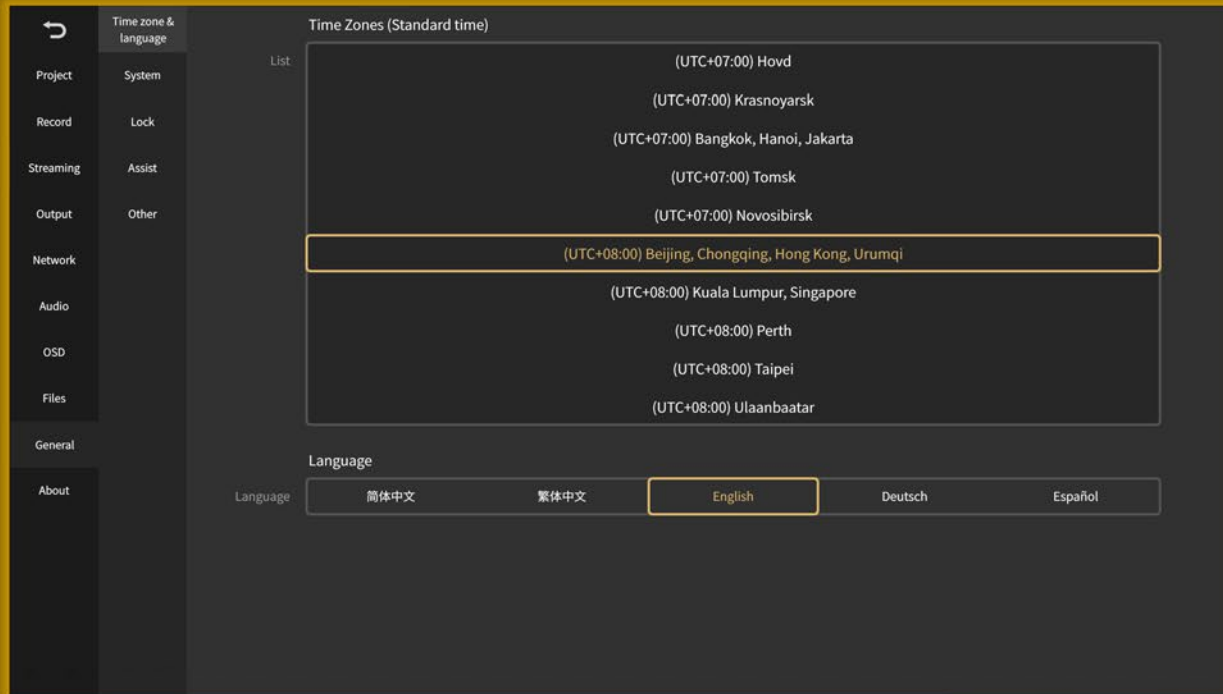 Time zone &
language
Project
Record
Streaming
Output
Network
Audio
OSD
Files
General
About
System
Lock
Assist
Other
Time Zones (Standard time)
List
(UTC+07:00) Hovd
(UTC+07:00) Krasnoyarsk
(UTC+07:00) Bangkok, Hanoi, Jakarta
(UTC+07:00) Tomsk
(UTC+07:00) Novosibirsk
(UTC+08:00) Beijing, Chongqing, Hong Kong, Urumqi
(UTC+08:00) Kuala Lumpur, Singapore
(UTC+08:00) Perth
(UTC+08:00) Taipei
(UTC+08:00) Ulaanbaatar
Language
Language 简体中文 繁体中文 English Deutsch Español